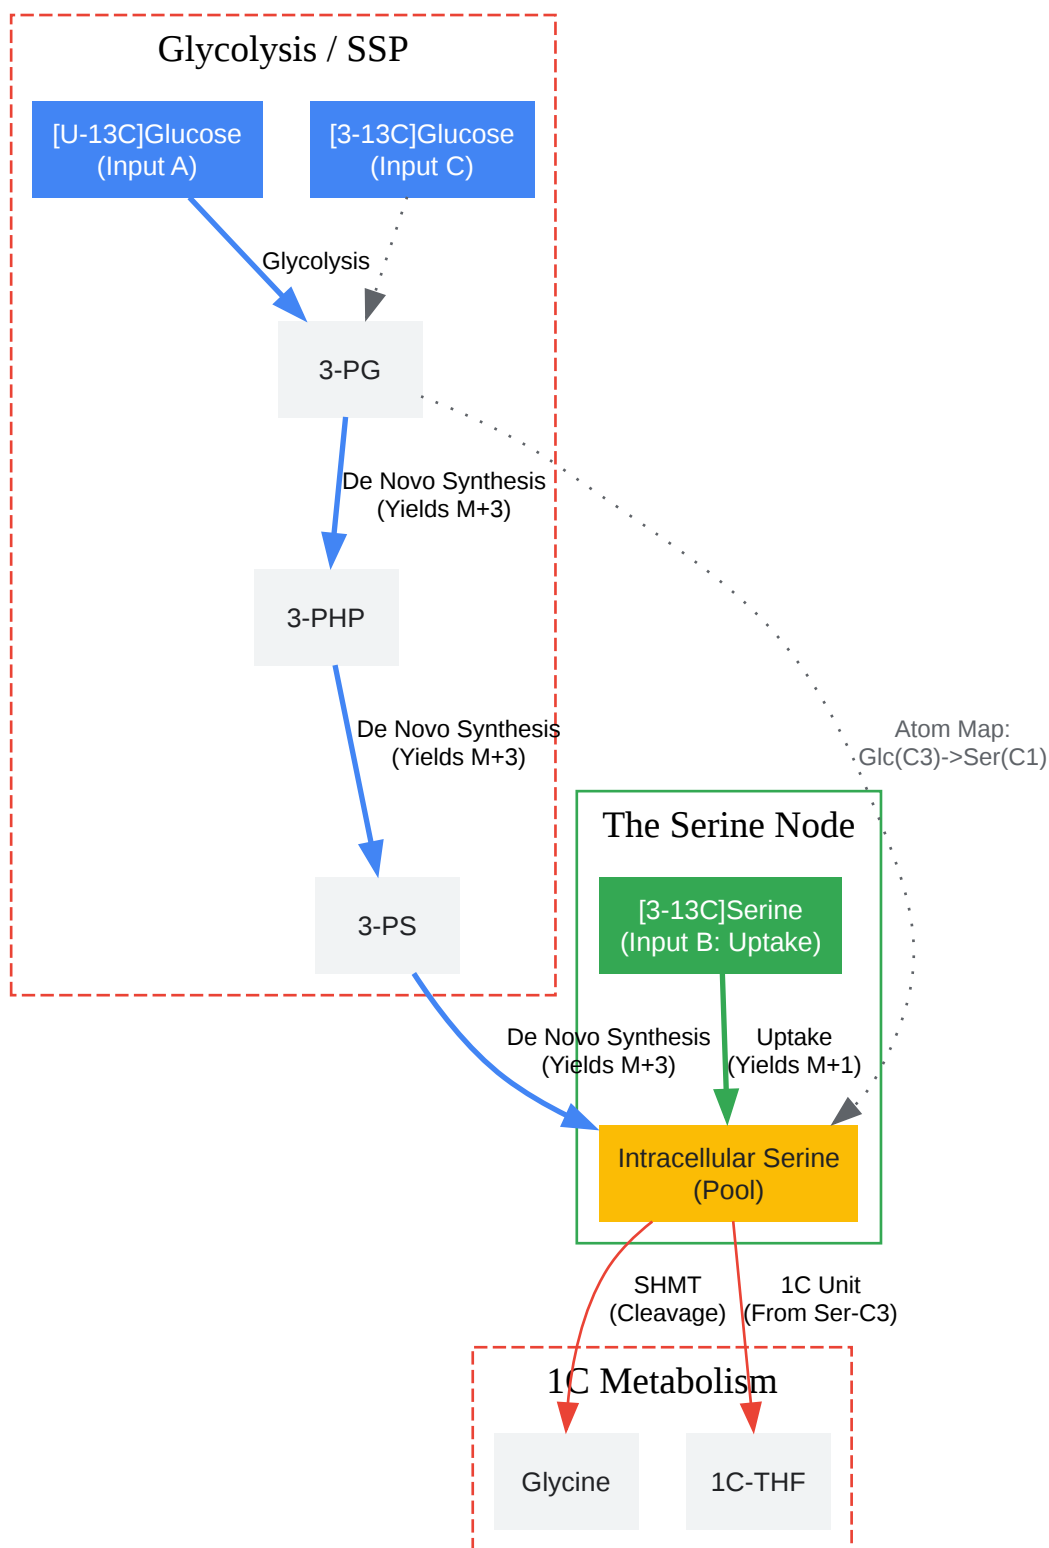 Glycolysis / SSP
[U-13C]Glucose
(Input A)
[3-13C]Glucose
(Input C)
Glycolysis
3-PG
De Novo Synthesis
(Yields M+3)
3-PHP
De Novo Synthesis
(Yields M+3)
Atom Map:
Glc(C3)->Ser(C1)
The Serine Node
3-PS
[3-13C]Serine
(Input B: Uptake)
De Novo Synthesis
(Yields M+3)
Uptake
(Yields M+1)
Intracellular Serine
(Pool)
SHMT
(Cleavage)
1C Unit
(From Ser-C3)
1C Metabolism
Glycine
1C-THF